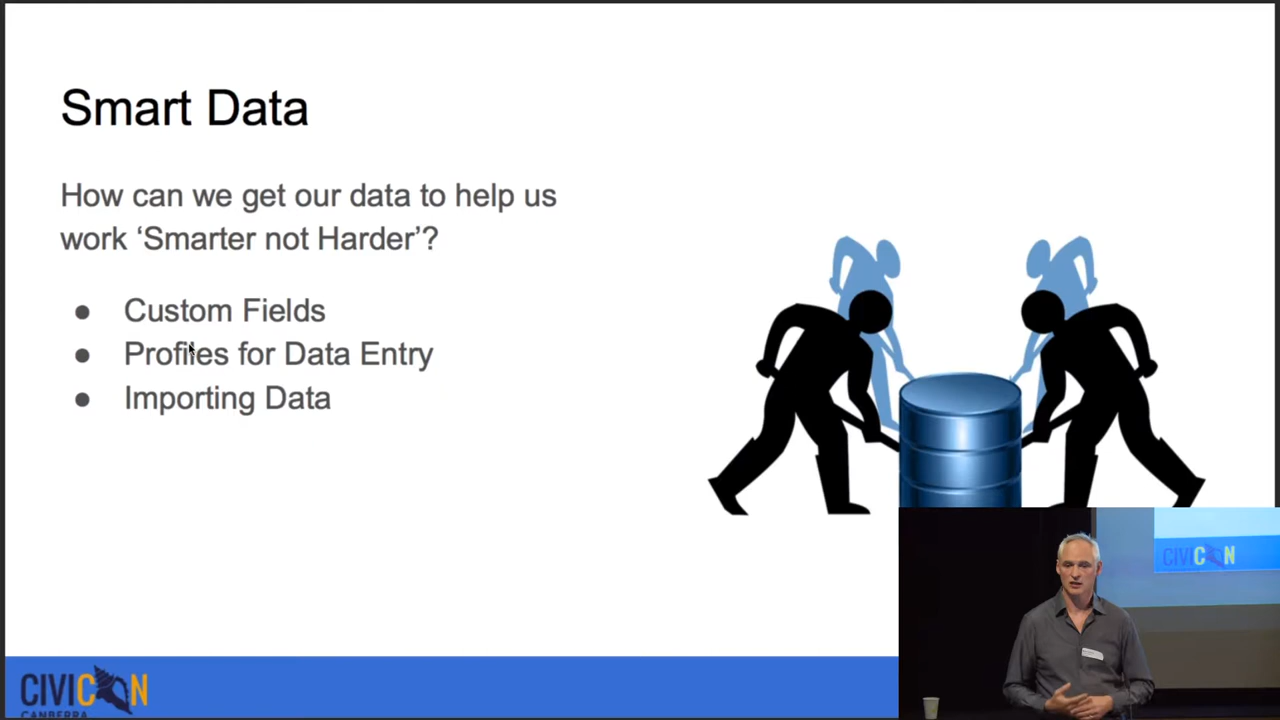 Smart Data
How can we get our data to help us
work ‘Smarter not Harder’?
● Custom Fields
● Profiles for Data Entry
● Importing Data
CIVICON
CIVICON
CANBERRA